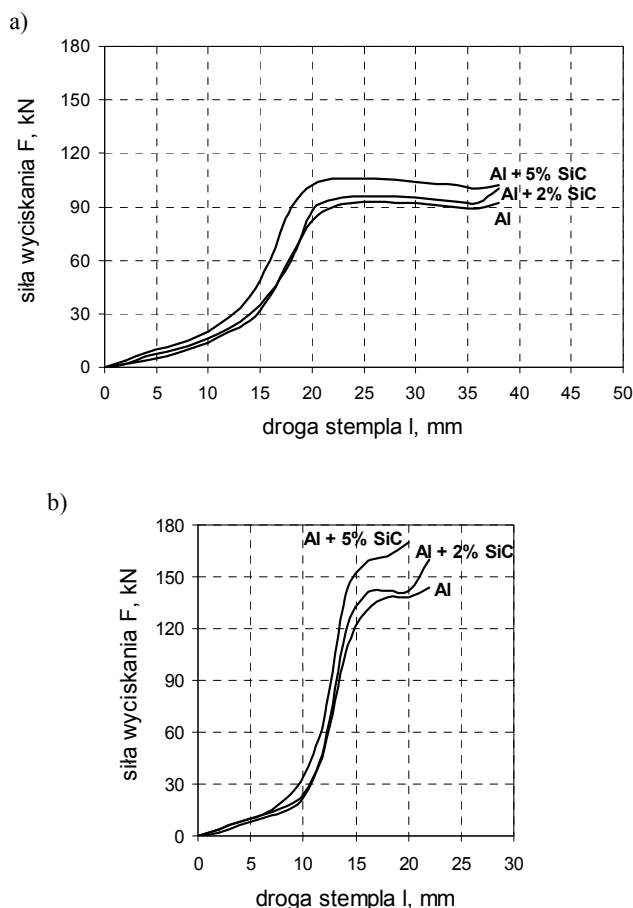 a)
180
150
120
90
60
30
0
siła wyciskania F, kN
Al + 5% SiC
Al + 2% SiC
Al
0 5 10 15 20 25 30 35 40 45 50
droga stempla l, mm
b)
180
150
120
90
60
30
0
siła wyciskania F, kN
Al + 5% SiC
Al + 2% SiC
Al
0 5 10 15 20 25 30
droga stempla l, mm